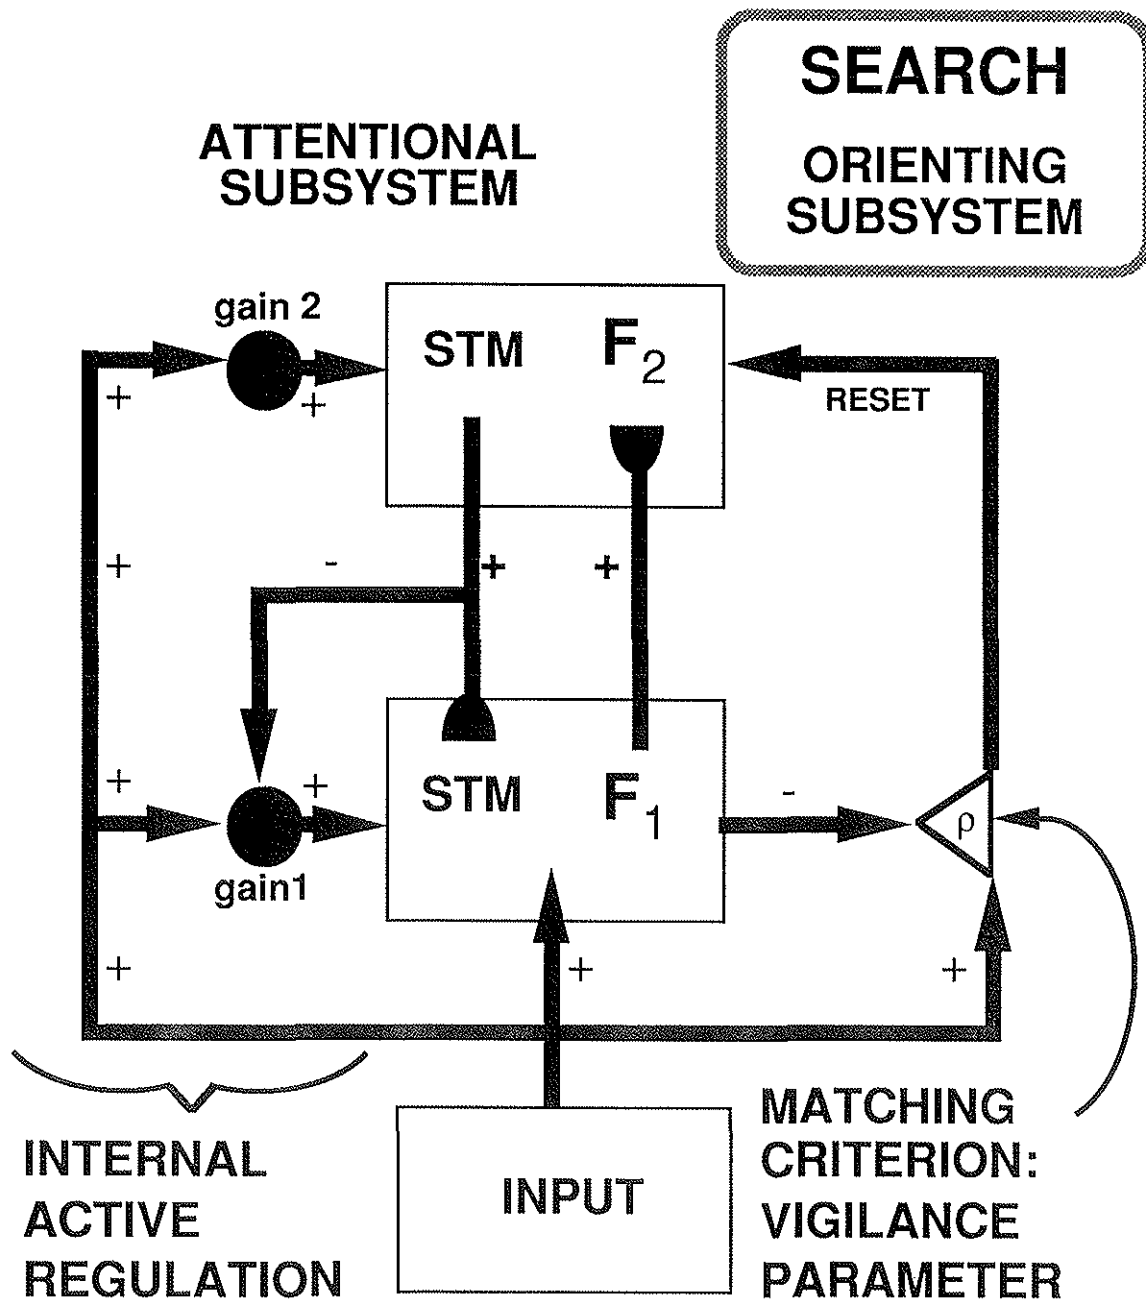 SEARCH
ORIENTING
SUBSYSTEM
ATTENTIONAL
SUBSYSTEM
gain 2
STM F2
+
+
RESET
+
-
+
+
+
+
STM F1
-
ρ
gain1
+
+
+
INTERNAL
ACTIVE
REGULATION
INPUT
MATCHING
CRITERION:
VIGILANCE
PARAMETER